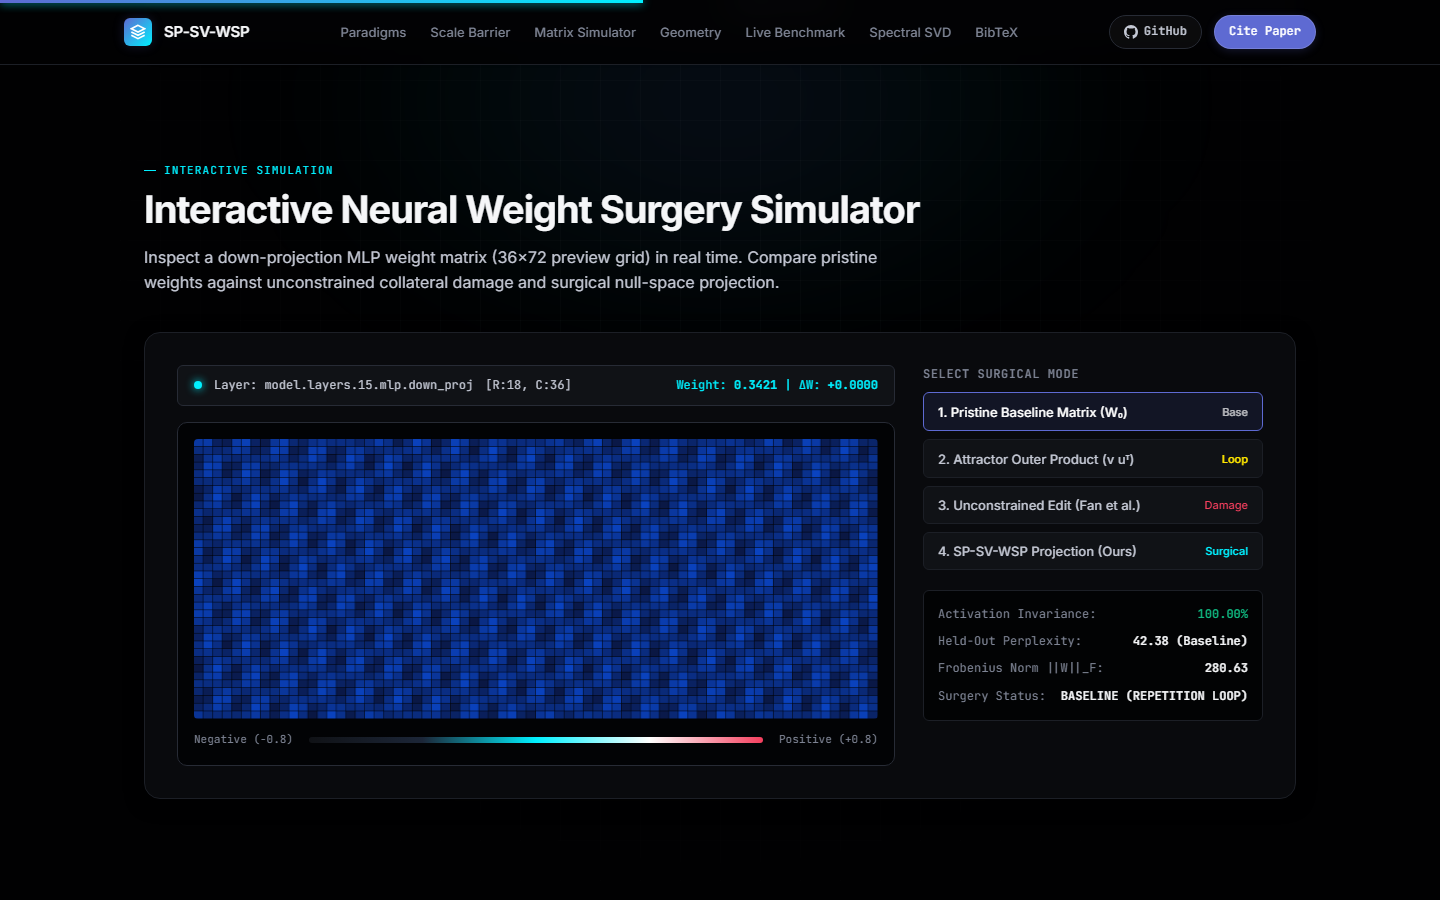 SP-SV-WSP
Paradigms
Scale Barrier
Matrix Simulator
Geometry
Live Benchmark
Spectral SVD
BibTeX
GitHub
Cite Paper
— INTERACTIVE SIMULATION
Interactive Neural Weight Surgery Simulator
Inspect a down-projection MLP weight matrix (36×72 preview grid) in real time. Compare pristine
weights against unconstrained collateral damage and surgical null-space projection.
Layer: model.layers.15.mlp.down_proj [R:18, C:36]
Weight: 0.3421 | ΔW: +0.0000
Negative (-0.8)
Positive (+0.8)
SELECT SURGICAL MODE
1. Pristine Baseline Matrix (W₀) Base
2. Attractor Outer Product (v uᵀ) Loop
3. Unconstrained Edit (Fan et al.) Damage
4. SP-SV-WSP Projection (Ours) Surgical
Activation Invariance: 100.00%
Held-Out Perplexity: 42.38 (Baseline)
Frobenius Norm ||W||_F: 280.63
Surgery Status: BASELINE (REPETITION LOOP)